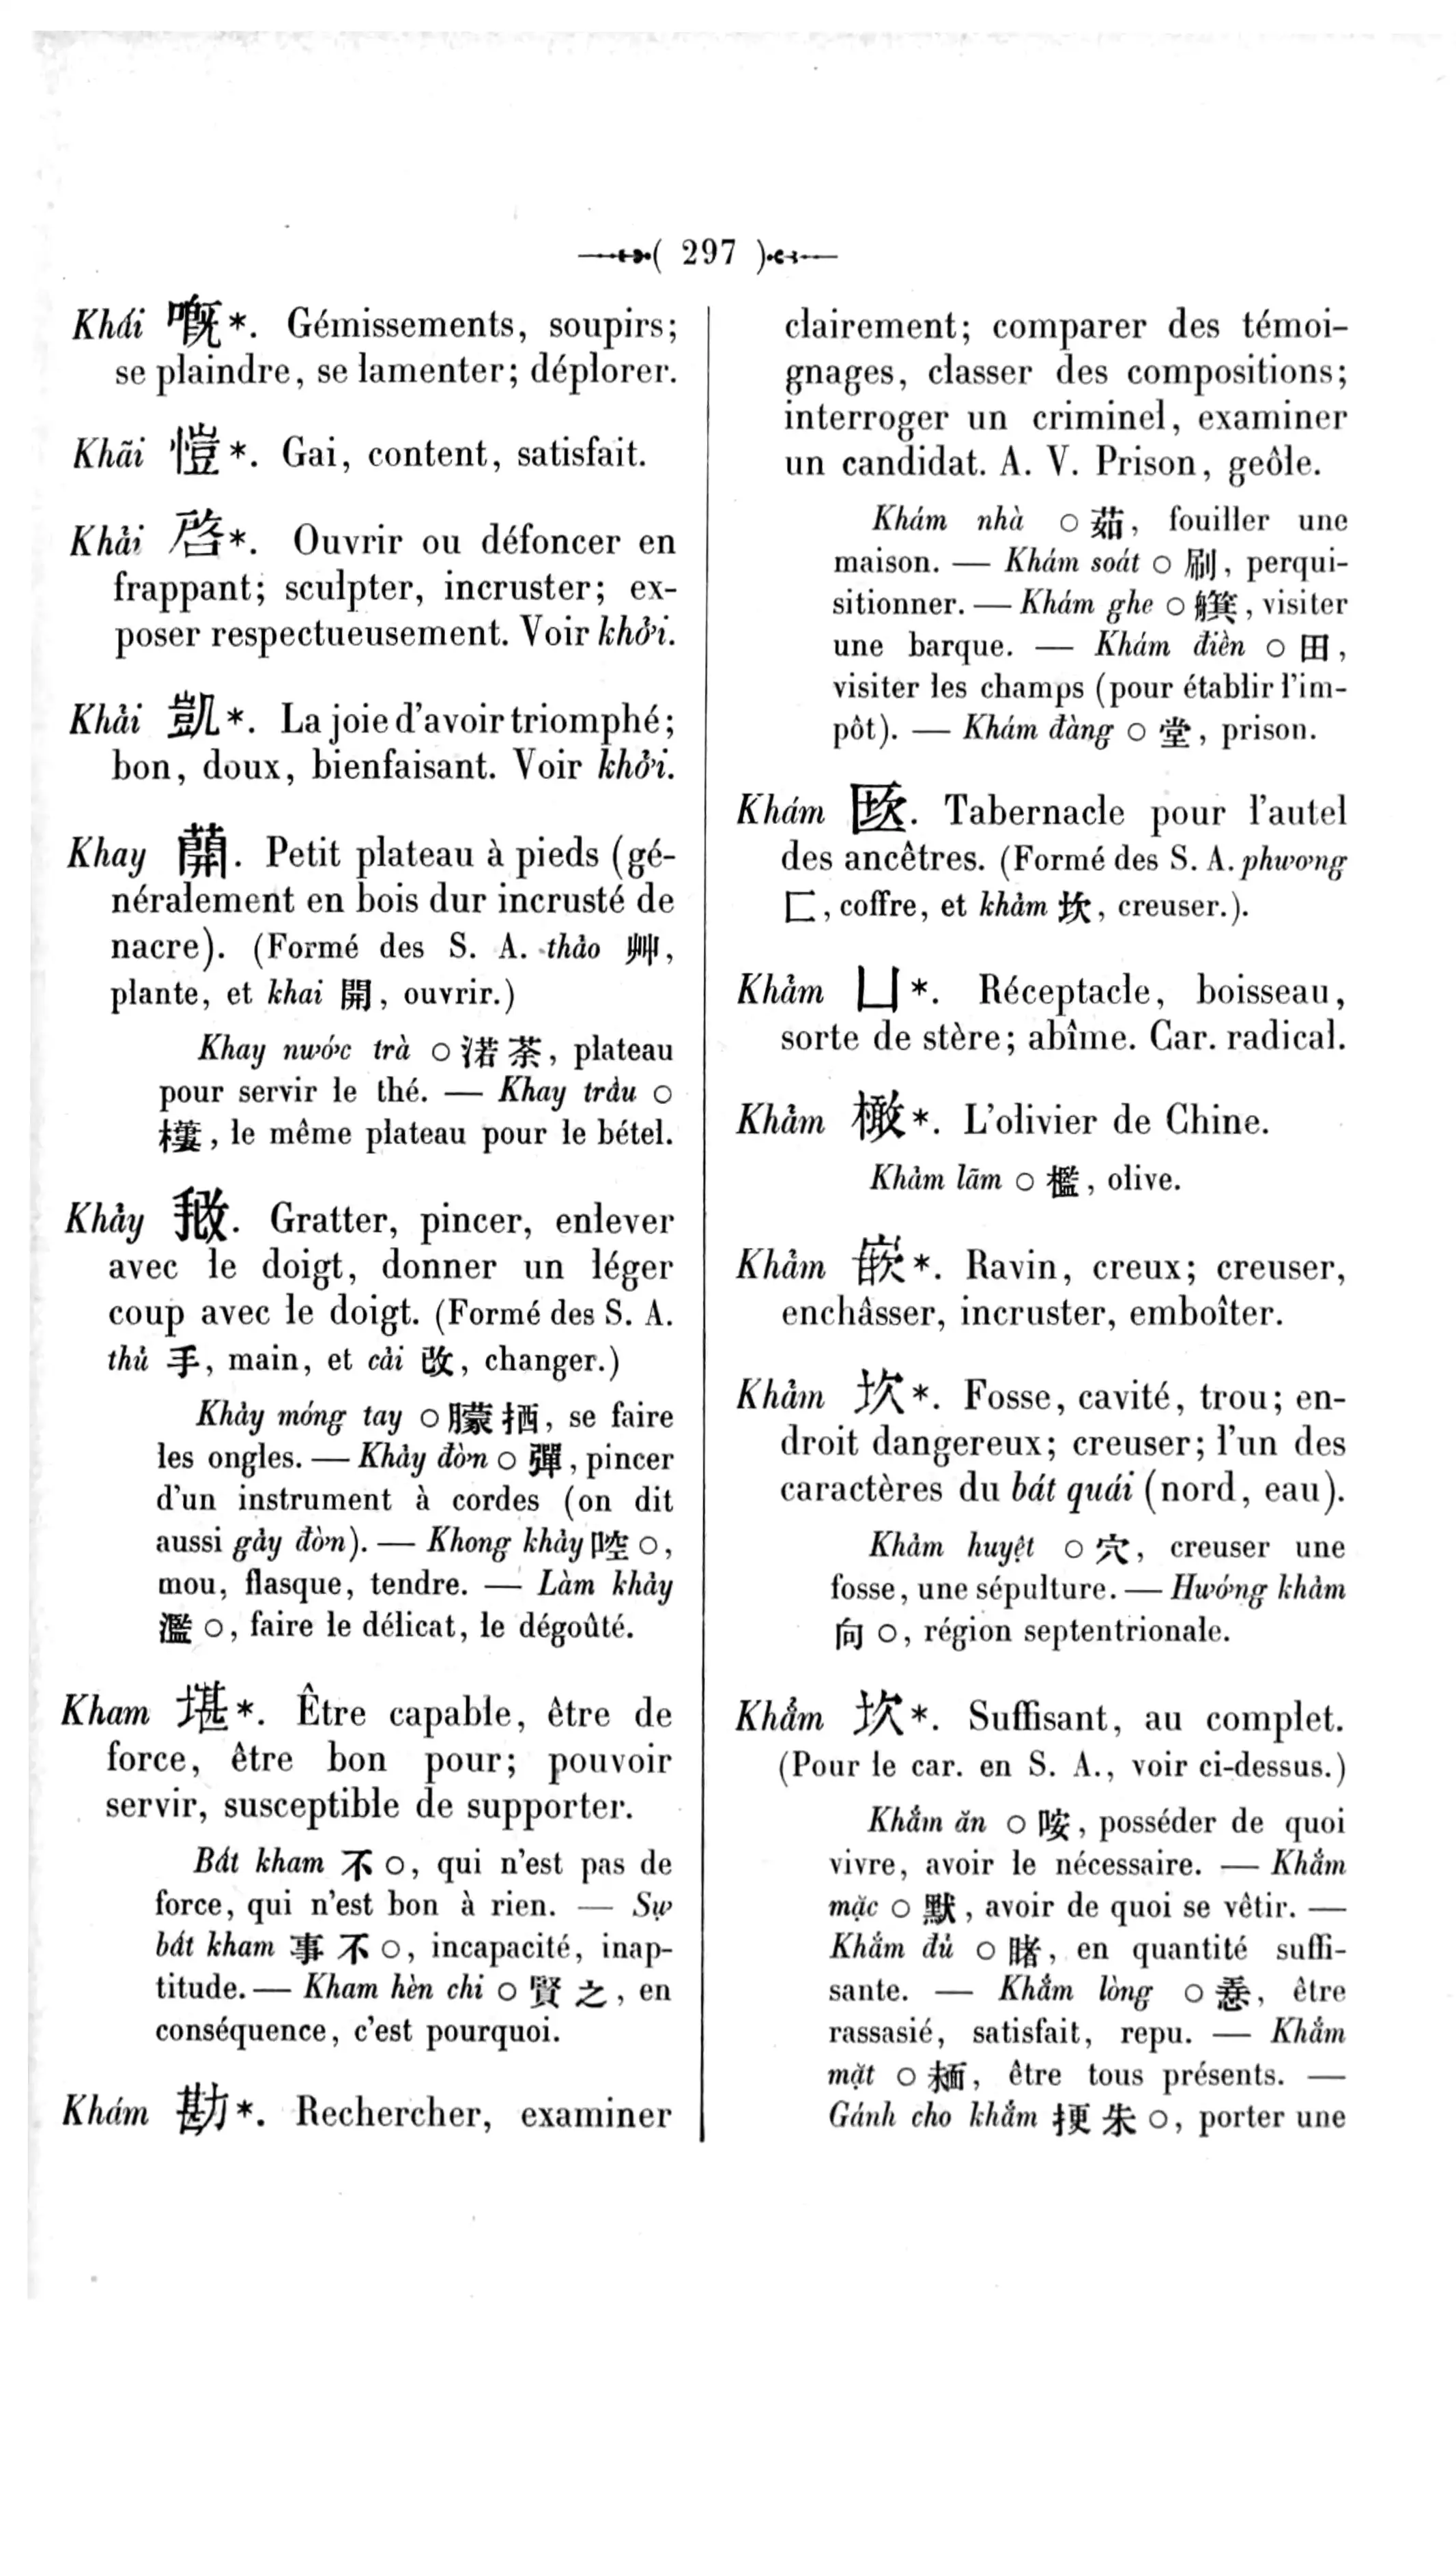 ( 297 )
Khái 嘅*. Gémissements, soupirs;
se plaindre, se lamenter; déplorer.
Khãi 愷*. Gai, content, satisfait.
Khải 啓*. Ouvrir ou défoncer en
frappant; sculpter, incruster; ex-
poser respectueusement. Voir khởi.
Khải 凱*. La joie d'avoir triomphé;
bon, doux, bienfaisant. Voir khởi.
Khay 𦴋. Petit plateau à pieds (gé-
néralement en bois dur incrusté de
nacre). (Formé des S. A. thảo 艸,
plante, et khai 開, ouvrir.)
Khay nước trà ○ 渃茶, plateau
pour servir le thé. — Khay trầu ○
, le même plateau pour le bétel.
Khảy . Gratter, pincer, enlever
avec le doigt, donner un léger
coup avec le doigt. (Formé des S. A.
thủ 手, main, et cải 改, changer.)
Khảy móng tay ○ , se faire
les ongles. — Khảy đờn ○ 彈, pincer
d'un instrument à cordes (on dit
aussi gảy đờn). — Khong khảy 啌 ○,
mou, flasque, tendre. — Làm khảy
濫 ○, faire le délicat, le dégoûté.
Kham 堪*. Être capable, être de
force, être bon pour; pouvoir
servir, susceptible de supporter.
Bất kham 不 ○, qui n'est pas de
force, qui n'est bon à rien. — Sự
bất kham 事不 ○, incapacité, inap-
titude. — Kham hèn chi ○ 賢之, en
conséquence, c'est pourquoi.
Khám 勘*. Rechercher, examiner
clairement; comparer des témoi-
gnages, classer des compositions;
interroger un criminel, examiner
un candidat. A. V. Prison, geôle.
Khám nhà ○ 茹, fouiller une
maison. — Khám soát ○ 刷, perqui-
sitionner. — Khám ghe ○ , visiter
une barque. — Khám điền ○ 田,
visiter les champs (pour établir l'im-
pôt). — Khám đàng ○ 堂, prison.
Khám . Tabernacle pour l'autel
des ancêtres. (Formé des S. A. phương
匚, coffre, et khảm 坎, creuser.).
Khảm 凵*. Réceptacle, boisseau,
sorte de stère; abîme. Car. radical.
Khảm 橄*. L'olivier de Chine.
Khảm lãm ○ 檻, olive.
Khảm 嵌*. Ravin, creux; creuser,
enchâsser, incruster, emboîter.
Khảm 坎*. Fosse, cavité, trou; en-
droit dangereux; creuser; l'un des
caractères du bát quái (nord, eau).
Khảm huyệt ○ 穴, creuser une
fosse, une sépulture. — Hướng khảm
向 ○, région septentrionale.
Khẳm 坎*. Suffisant, au complet.
(Pour le car. en S. A., voir ci-dessus.)
Khẳm ăn ○ 咹, posséder de quoi
vivre, avoir le nécessaire. — Khẳm
mặc ○ 默, avoir de quoi se vêtir. —
Khẳm đủ ○ 睹, en quantité suffi-
sante. — Khẳm lòng ○ , être
rassasié, satisfait, repu. — Khẳm
mặt ○ , être tous présents. —
Gánh cho khẳm 挭朱 ○, porter une